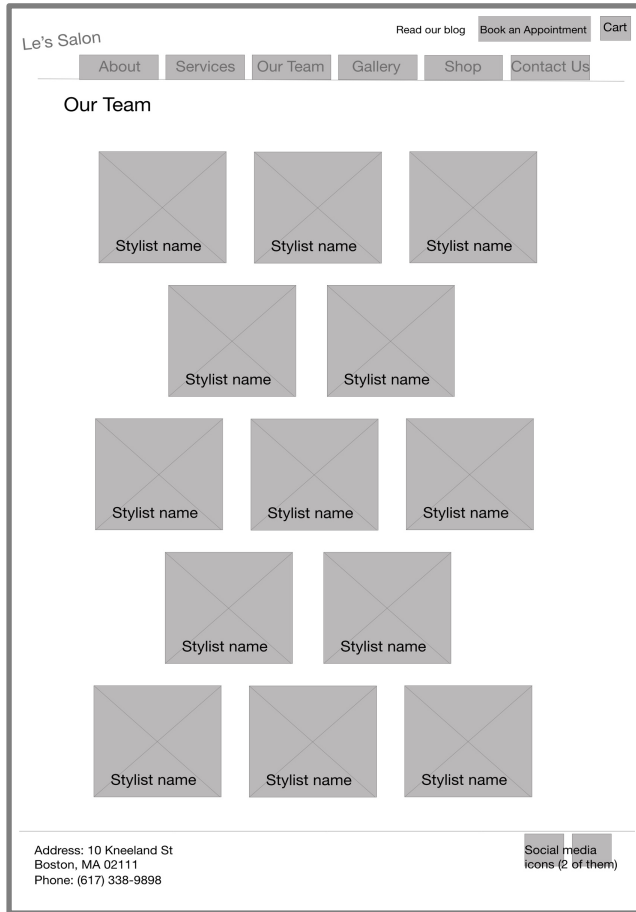 Le's Salon
Read our blog
Book an Appointment
Cart
About
Services
Our Team
Gallery
Shop
Contact Us
Our Team
Stylist name
Stylist name
Stylist name
Stylist name
Stylist name
Stylist name
Stylist name
Stylist name
Stylist name
Stylist name
Stylist name
Stylist name
Stylist name
Address: 10 Kneeland St
Boston, MA 02111
Phone: (617) 338-9898
Social media
icons (2 of them)